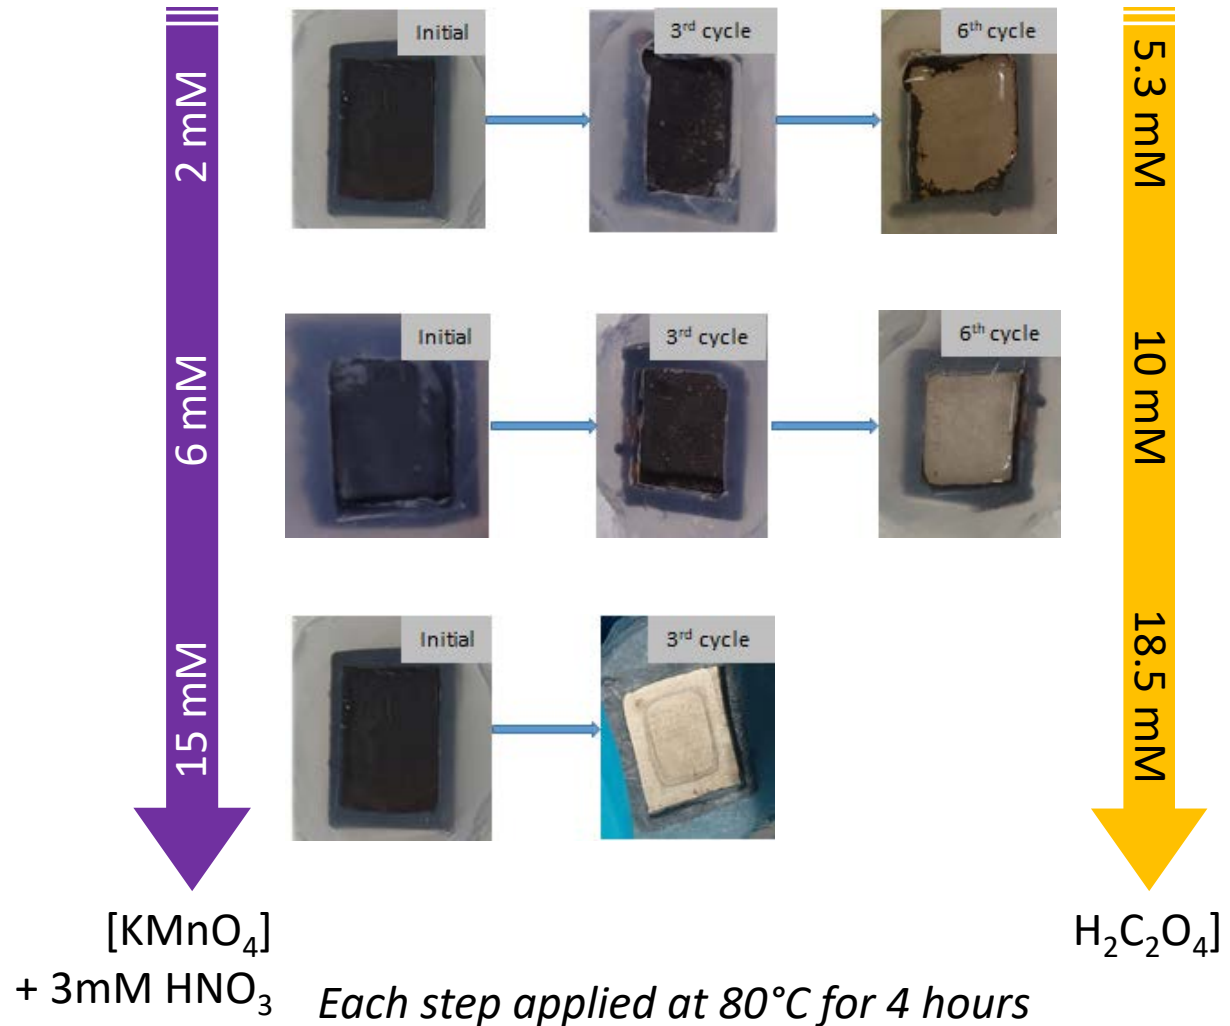 2 mM
Initial
3rd cycle
6th cycle
5.3 mM
6 mM
Initial
3rd cycle
6th cycle
10 mM
15 mM
Initial
3rd cycle
18.5 mM
[KMnO4]
+ 3mM HNO3
H2C2O4]
Each step applied at 80°C for 4 hours